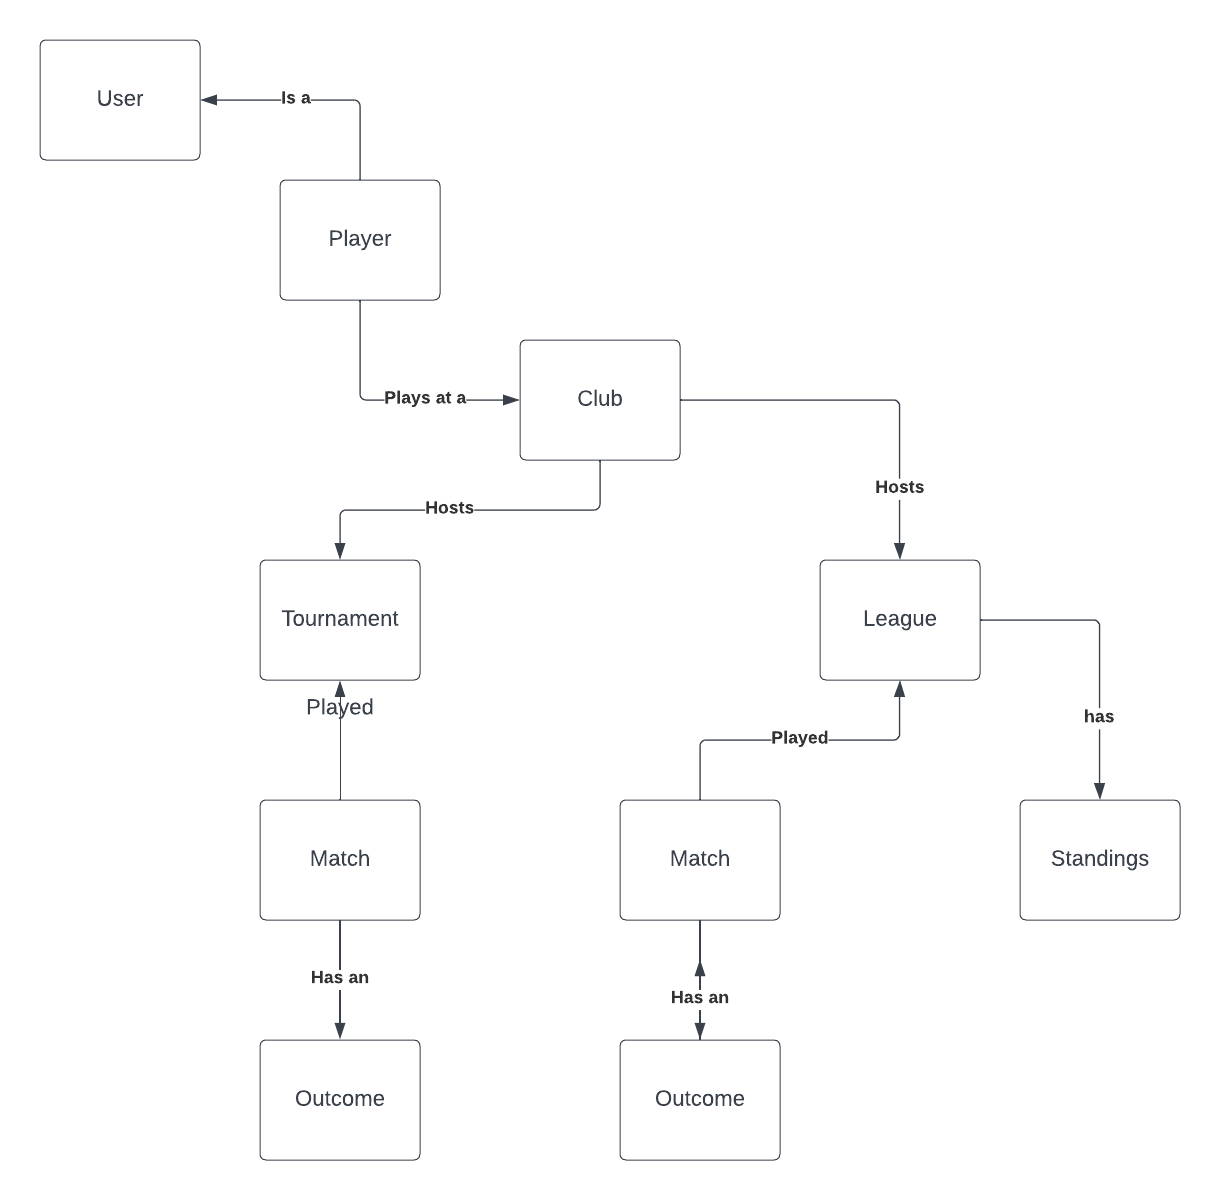 User
Is a
Player
Plays at a
Club
Hosts
Hosts
Tournament
League
Played
has
Played
Match
Match
Standings
Has an
Has an
Outcome
Outcome